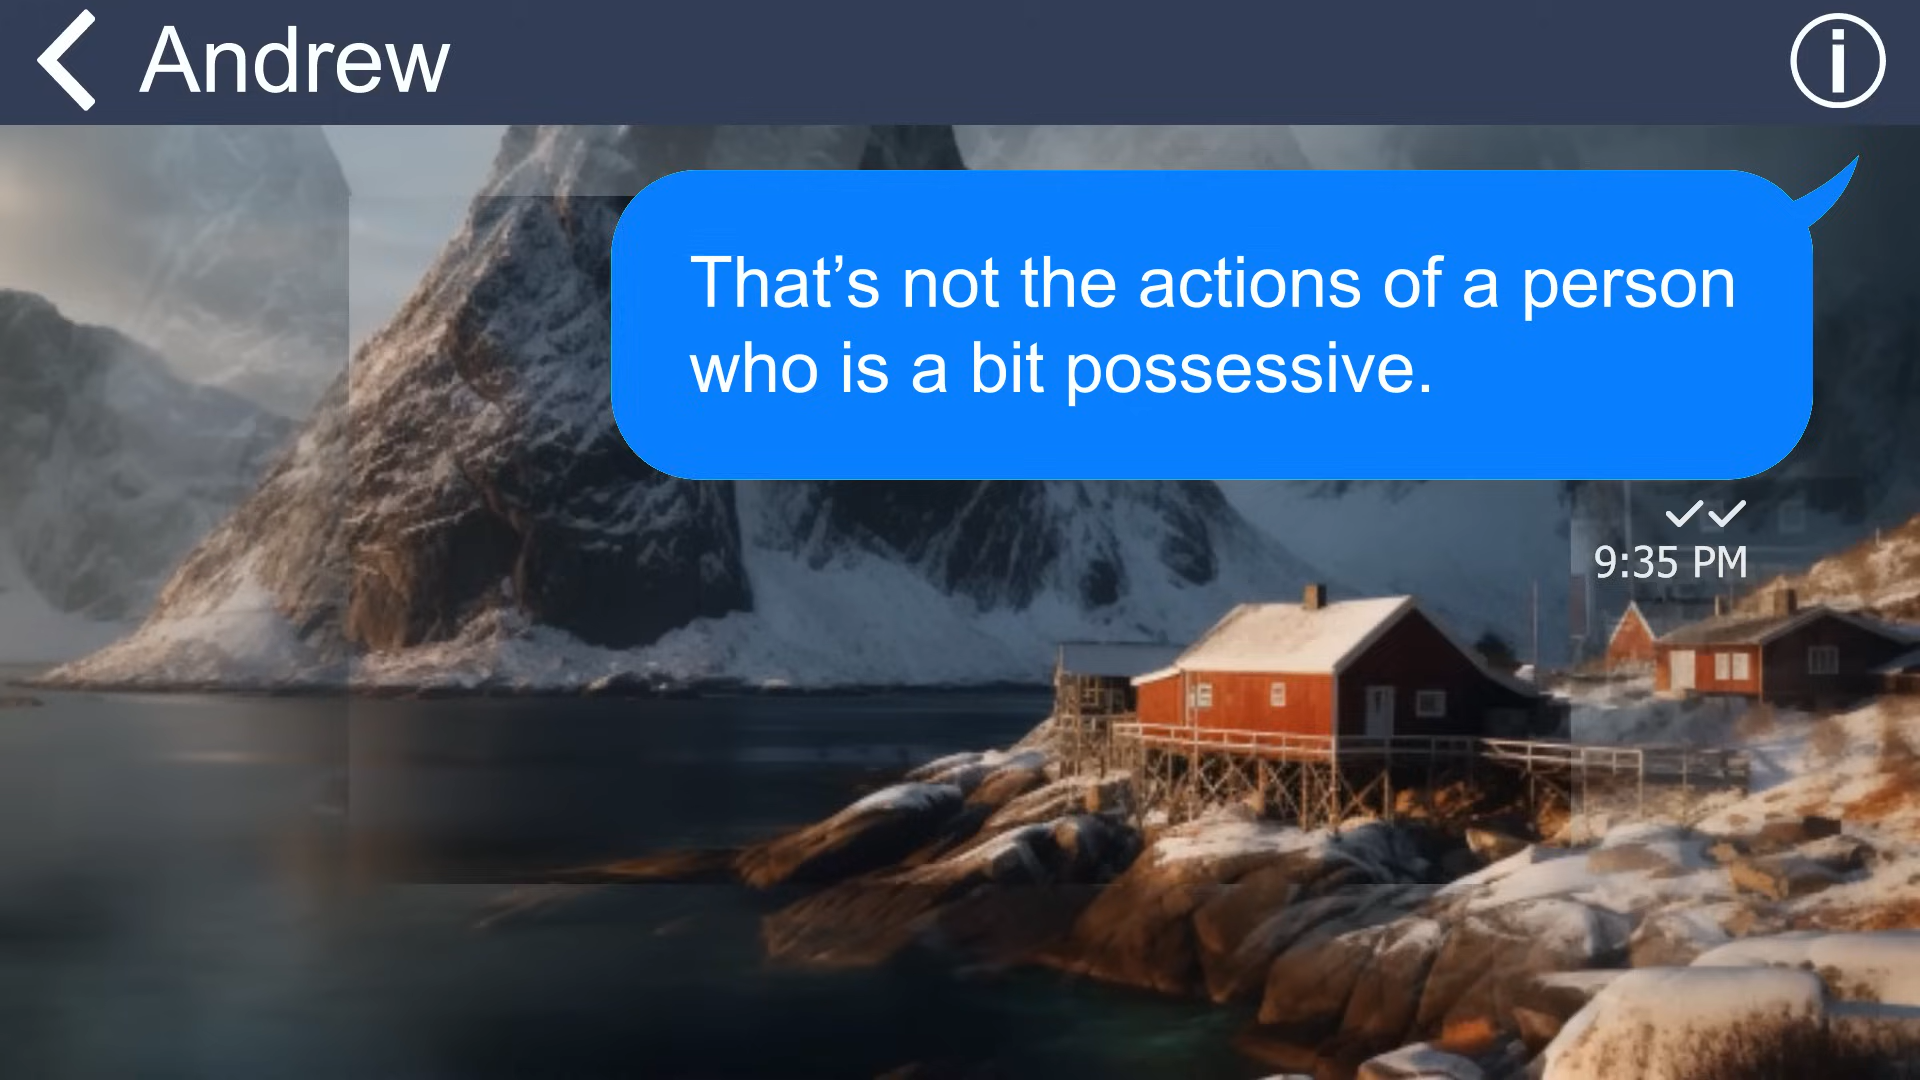 Andrew
That’s not the actions of a person
who is a bit possessive.
9:35 PM